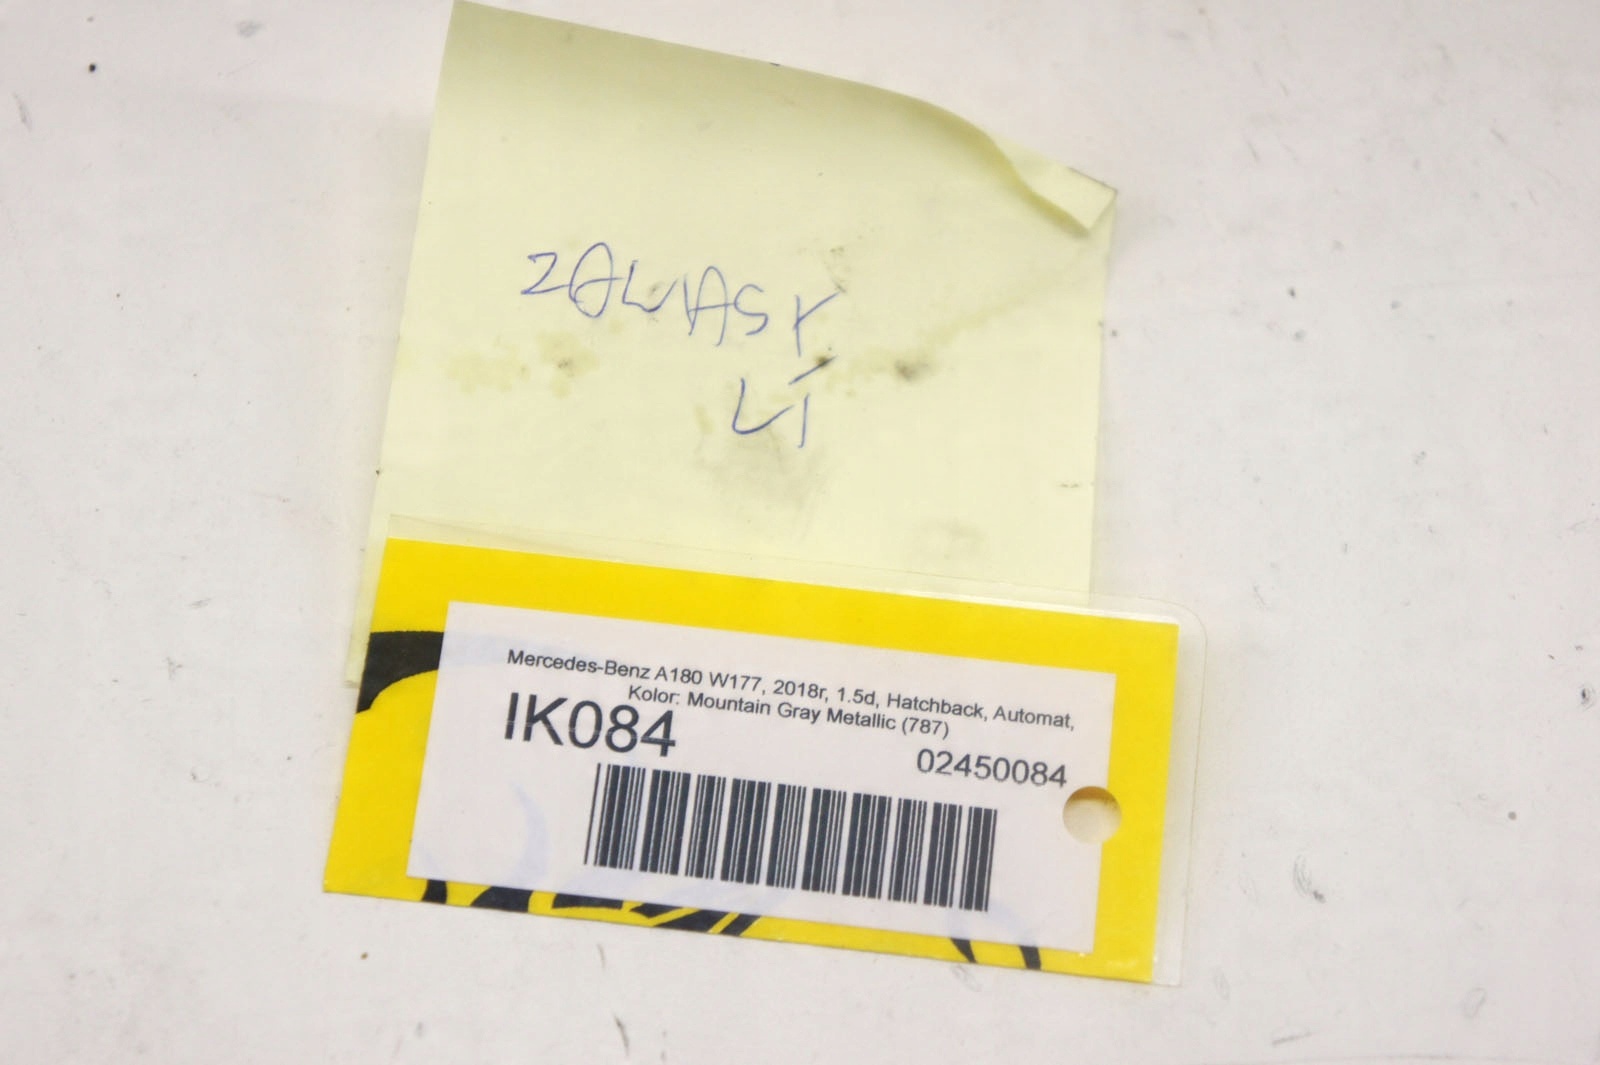 ZAWIASY
LT
Mercedes-Benz A180 W177, 2018r, 1.5d, Hatchback, Automat,
Kolor: Mountain Gray Metallic (787)
IK084
02450084